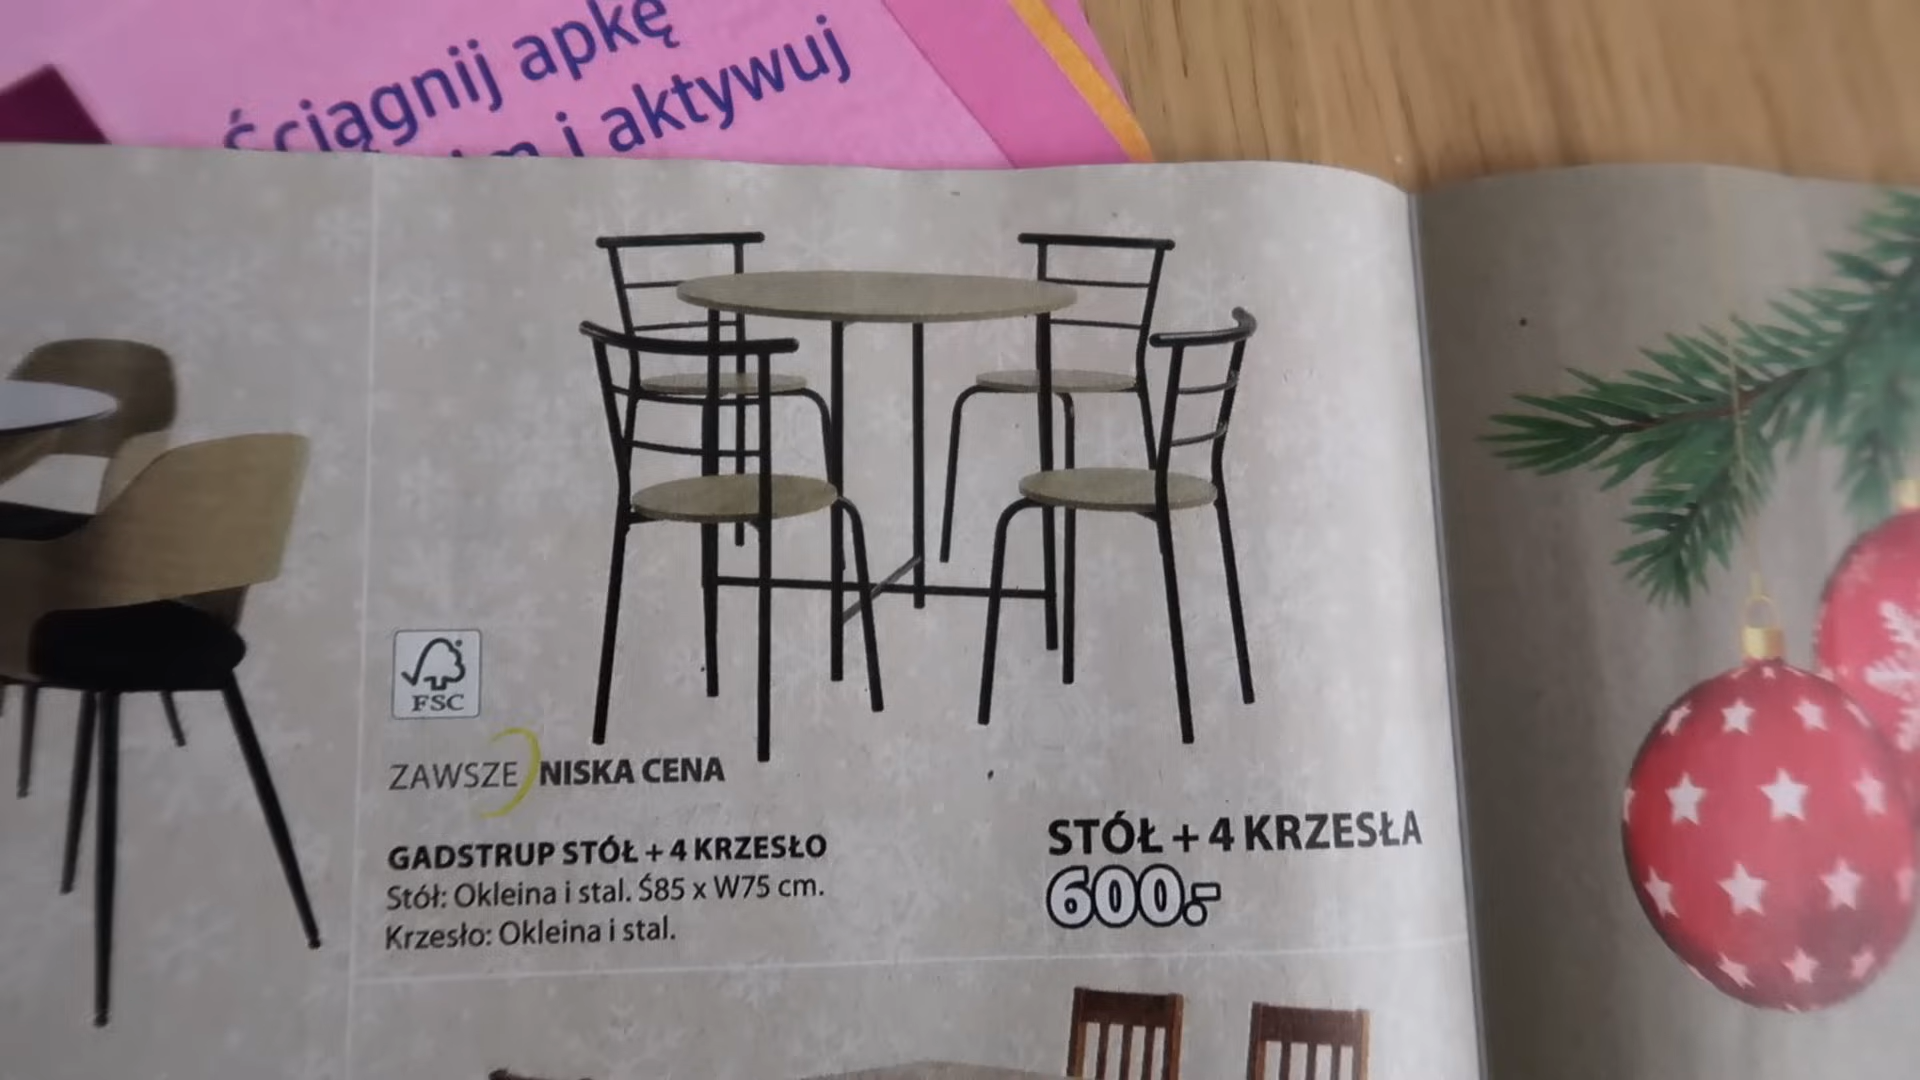 ściągnij apkę
i aktywuj
FSC
ZAWSZE NISKA CENA
GADSTRUP STÓŁ + 4 KRZESŁO
Stół: Okleina i stal. Ś85 x W75 cm.
Krzesło: Okleina i stal.
STÓŁ + 4 KRZESŁA
600.-